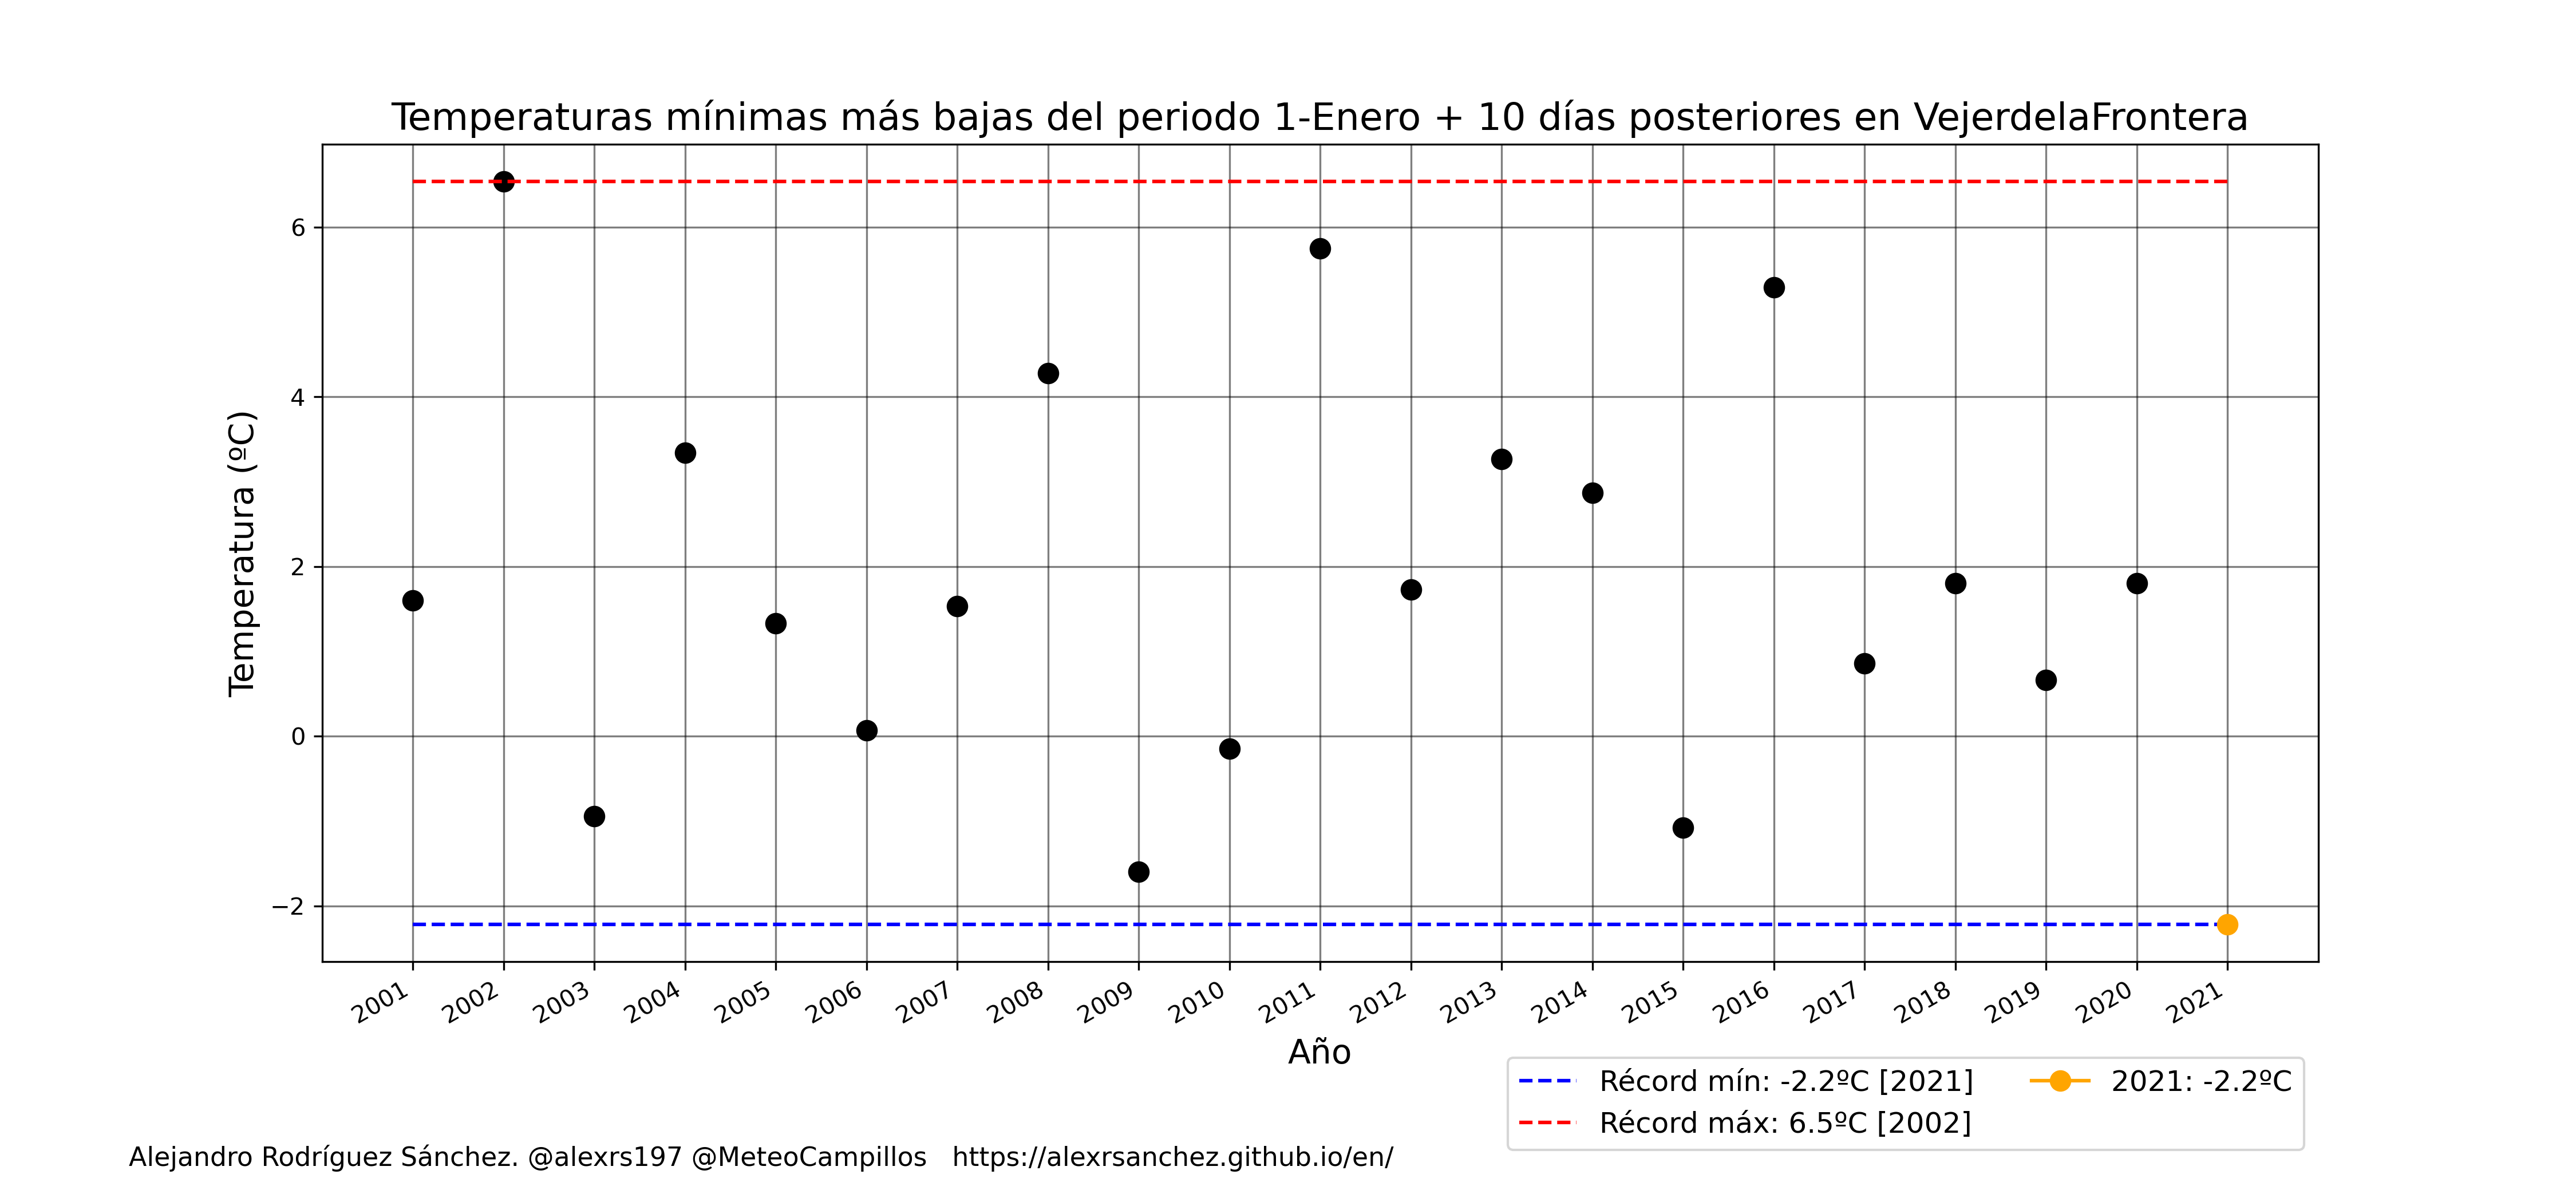 Temperaturas mínimas más bajas del periodo 1-Enero + 10 días posteriores en VejerdelaFrontera
Temperatura (ºC)
6
4
2
0
−2
2001 2002 2003 2004 2005 2006 2007 2008 2009 2010 2011 2012 2013 2014 2015 2016 2017 2018 2019 2020 2021
Año
Récord mín: -2.2ºC [2021]
Récord máx: 6.5ºC [2002]
2021: -2.2ºC
Alejandro Rodríguez Sánchez. @alexrs197 @MeteoCampillos https://alexrsanchez.github.io/en/